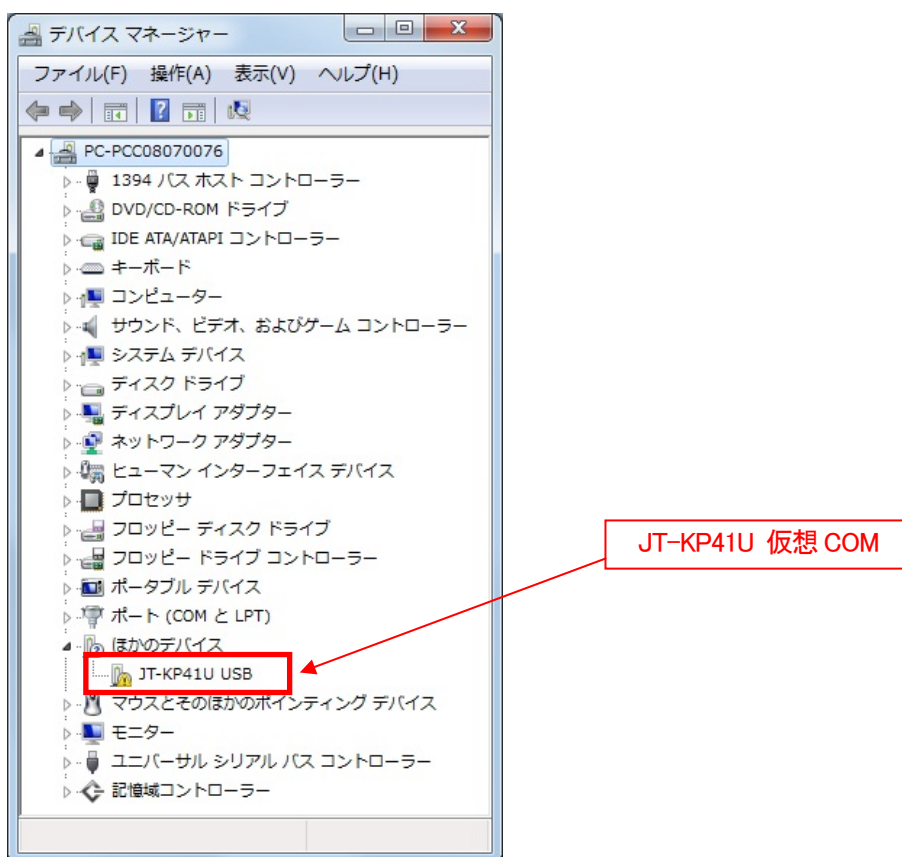 デバイス マネージャー
ファイル(F) 操作(A) 表示(V) ヘルプ(H)
PC-PCC08070076
1394 バス ホスト コントローラー
DVD/CD-ROM ドライブ
IDE ATA/ATAPI コントローラー
キーボード
コンピューター
サウンド、ビデオ、およびゲーム コントローラー
システム デバイス
ディスク ドライブ
ディスプレイ アダプター
ネットワーク アダプター
ヒューマン インターフェイス デバイス
プロセッサ
フロッピー ディスク ドライブ
フロッピー ドライブ コントローラー
ポータブル デバイス
ポート (COM と LPT)
ほかのデバイス
JT-KP41U USB
マウスとそのほかのポインティング デバイス
モニター
ユニバーサル シリアル バス コントローラー
記憶域コントローラー
JT-KP41U 仮想 COM